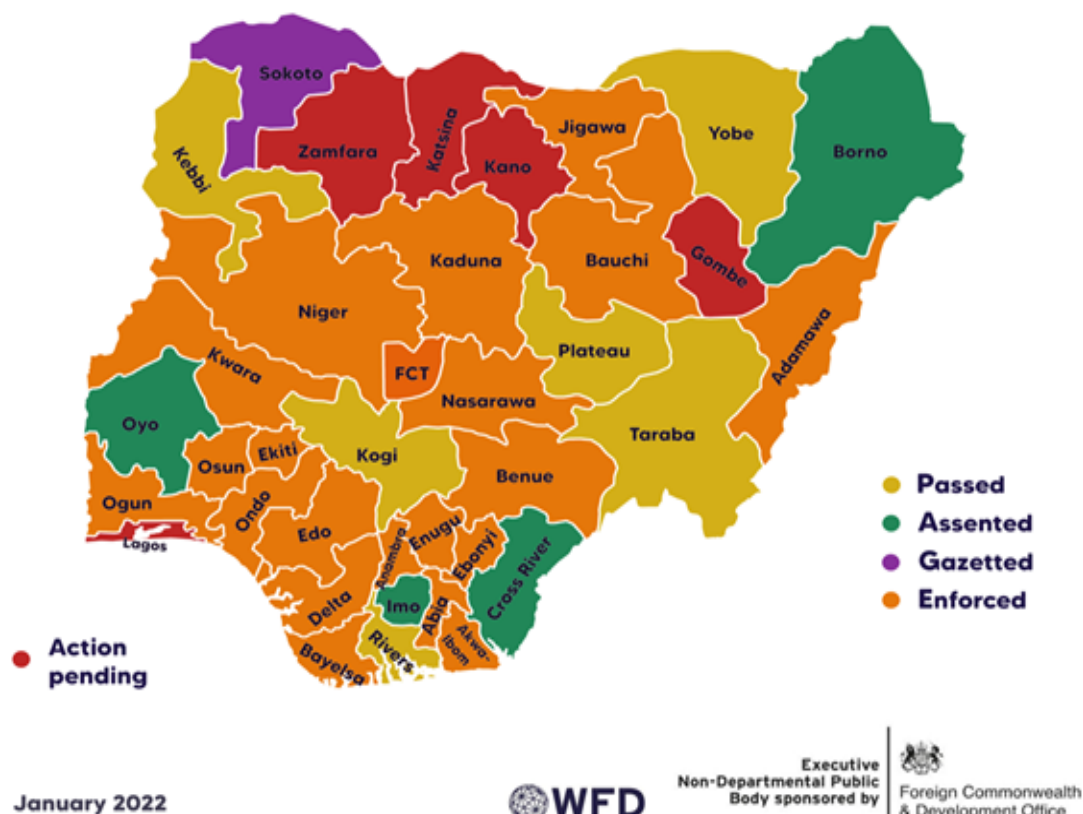 Sokoto
Kebbi
Zamfara
Katsina
Kano
Jigawa
Yobe
Borno
Gombe
Bauchi
Kaduna
Niger
Adamawa
Plateau
FCT
Kwara
Nasarawa
Taraba
Oyo
Kogi
Osun
Ekiti
Benue
Ogun
Ondo
Edo
Lagos
Anambra
Enugu
Ebonyi
Cross River
Delta
Imo
Abia
Akwa-
Ibom
Rivers
Bayelsa
Passed
Assented
Gazetted
Enforced
Action
pending
January 2022
WFD
Executive
Non-Departmental Public
Body sponsored by
Foreign Commonwealth
& Development Office